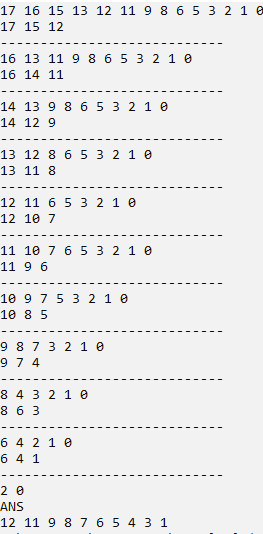 17 16 15 13 12 11 9 8 6 5 3 2 1 0
17 15 12
----------------------------
16 13 11 9 8 6 5 3 2 1 0
16 14 11
----------------------------
14 13 9 8 6 5 3 2 1 0
14 12 9
----------------------------
13 12 8 6 5 3 2 1 0
13 11 8
----------------------------
12 11 6 5 3 2 1 0
12 10 7
----------------------------
11 10 7 6 5 3 2 1 0
11 9 6
----------------------------
10 9 7 5 3 2 1 0
10 8 5
----------------------------
9 8 7 3 2 1 0
9 7 4
----------------------------
8 4 3 2 1 0
8 6 3
----------------------------
6 4 2 1 0
6 4 1
----------------------------
2 0
ANS
12 11 9 8 7 6 5 4 3 1